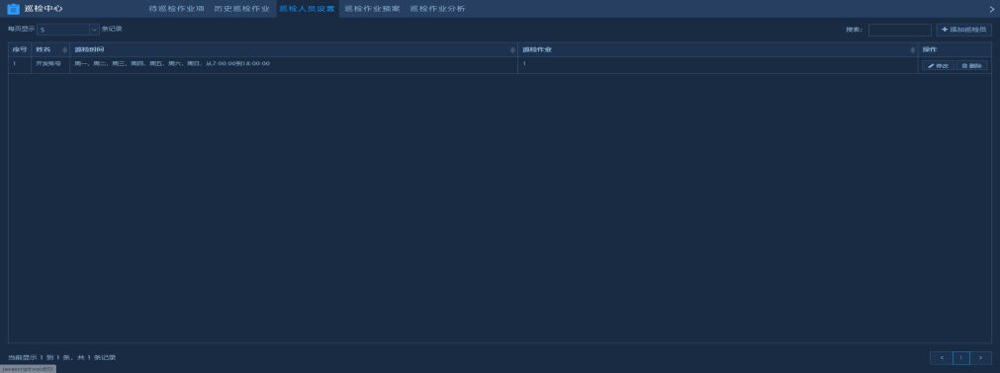 巡检中心 待巡检作业项 历史巡检作业 巡检人员设置 巡检作业预案 巡检作业分析
每页显示 5 条记录 搜索: 添加巡检员
序号 姓名 巡检时间 巡检作业 操作
1 开发账号 周一、周二、周三、周四、周五、周六、周日、从7:00:00到18:00:00 1 修改 删除
当前显示 1 到 1 条，共 1 条记录 < 1 >
javascript:void(0)